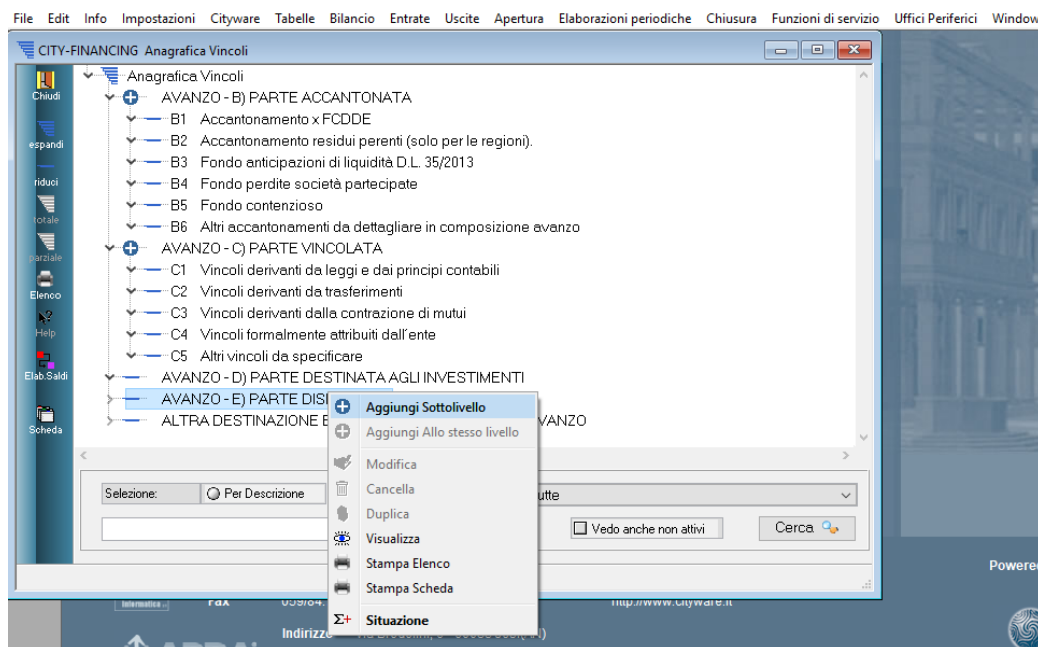 File Edit Info Impostazioni Cityware Tabelle Bilancio Entrate Uscite Apertura Elaborazioni periodiche Chiusura Funzioni di servizio Uffici Periferici Window
CITY-FINANCING Anagrafica Vincoli
Chiudi
espandi
riduci
totale
parziale
Elenco
Help
Elab.Saldi
Scheda
Anagrafica Vincoli
AVANZO - B) PARTE ACCANTONATA
B1 Accantonamento x FCDDE
B2 Accantonamento residui perenti (solo per le regioni).
B3 Fondo anticipazioni di liquidità D.L. 35/2013
B4 Fondo perdite società partecipate
B5 Fondo contenzioso
B6 Altri accantonamenti da dettagliare in composizione avanzo
AVANZO - C) PARTE VINCOLATA
C1 Vincoli derivanti da leggi e dai principi contabili
C2 Vincoli derivanti da trasferimenti
C3 Vincoli derivanti dalla contrazione di mutui
C4 Vincoli formalmente attribuiti dall'ente
C5 Altri vincoli da specificare
AVANZO - D) PARTE DESTINATA AGLI INVESTIMENTI
AVANZO - E) PARTE DIS
ALTRA DESTINAZIONE E VANZO
Aggiungi Sottolivello
Aggiungi Allo stesso livello
Modifica
Cancella
Duplica
Visualizza
Stampa Elenco
Stampa Scheda
Σ+ Situazione
Selezione: Per Descrizione utte
Vedo anche non attivi Cerca
Powered
Informatica
Fax 059/84. http://www.cityware.it
Indirizzo